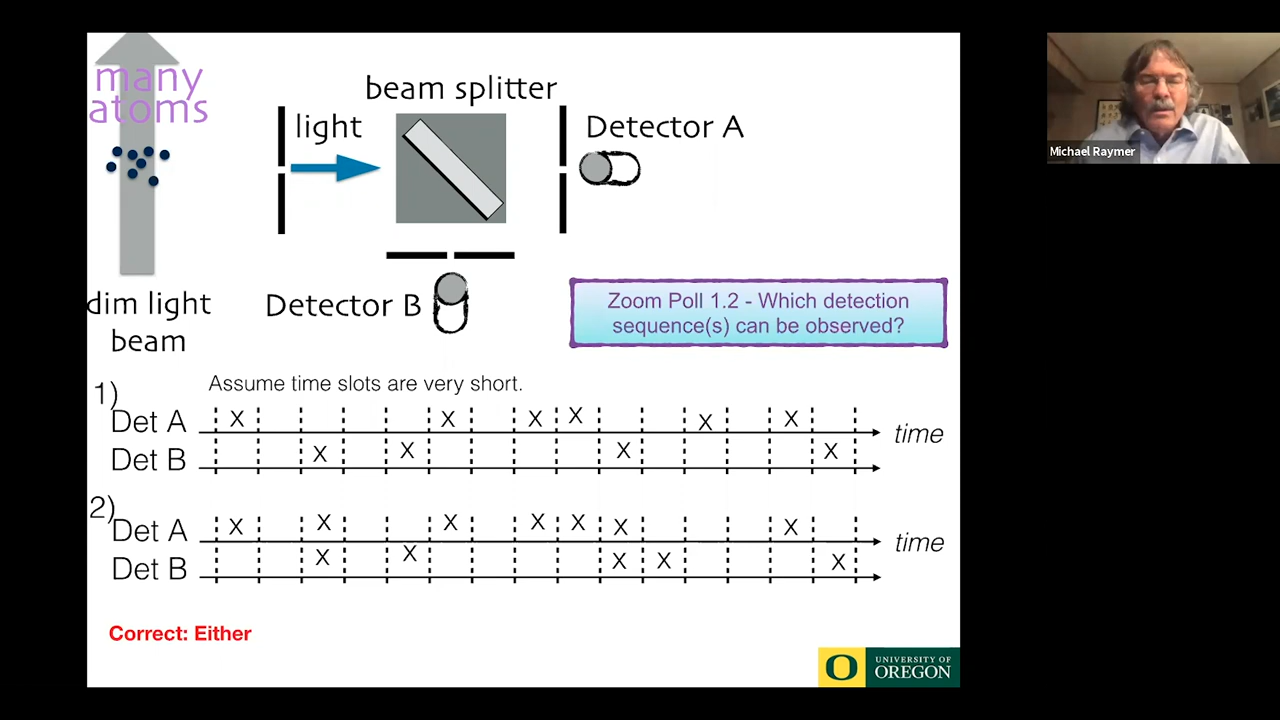 many
atoms
dim light
beam
light
beam splitter
Detector A
Detector B
Zoom Poll 1.2 - Which detection
sequence(s) can be observed?
Assume time slots are very short.
1)
Det A X X X X X X
time
Det B X X X X
2)
Det A X X X X X X X
time
Det B X X X X X
Correct: Either
O
UNIVERSITY OF
OREGON
Michael Raymer